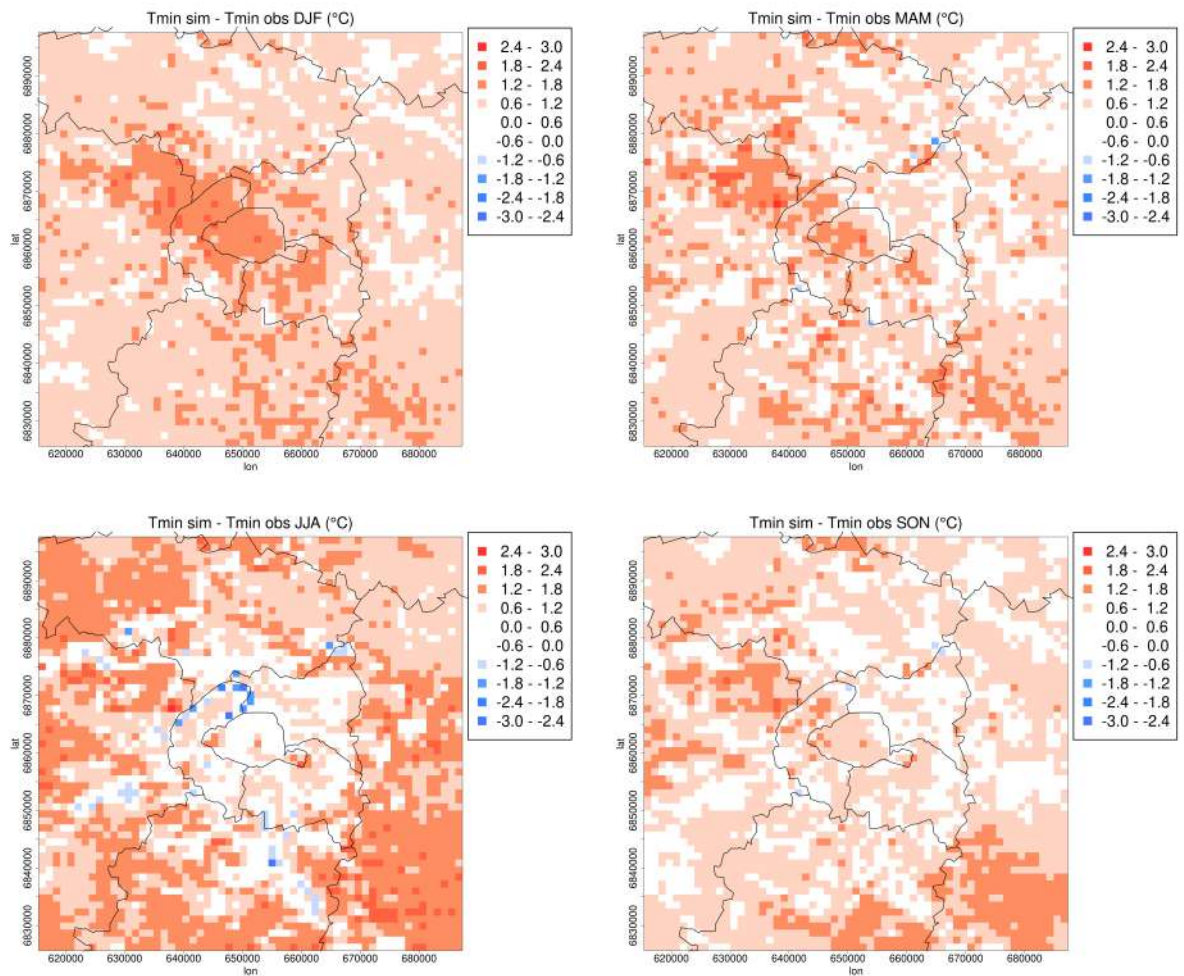 Tmin sim - Tmin obs DJF (°C)
2.4 - 3.0
1.8 - 2.4
1.2 - 1.8
0.6 - 1.2
0.0 - 0.6
-0.6 - 0.0
-1.2 - -0.6
-1.8 - -1.2
-2.4 - -1.8
-3.0 - -2.4
lat
6890000
6880000
6870000
6860000
6850000
6840000
6830000
620000 630000 640000 650000 660000 670000 680000
lon
Tmin sim - Tmin obs MAM (°C)
2.4 - 3.0
1.8 - 2.4
1.2 - 1.8
0.6 - 1.2
0.0 - 0.6
-0.6 - 0.0
-1.2 - -0.6
-1.8 - -1.2
-2.4 - -1.8
-3.0 - -2.4
lat
6890000
6880000
6870000
6860000
6850000
6840000
6830000
620000 630000 640000 650000 660000 670000 680000
lon
Tmin sim - Tmin obs JJA (°C)
2.4 - 3.0
1.8 - 2.4
1.2 - 1.8
0.6 - 1.2
0.0 - 0.6
-0.6 - 0.0
-1.2 - -0.6
-1.8 - -1.2
-2.4 - -1.8
-3.0 - -2.4
lat
6890000
6880000
6870000
6860000
6850000
6840000
6830000
620000 630000 640000 650000 660000 670000 680000
lon
Tmin sim - Tmin obs SON (°C)
2.4 - 3.0
1.8 - 2.4
1.2 - 1.8
0.6 - 1.2
0.0 - 0.6
-0.6 - 0.0
-1.2 - -0.6
-1.8 - -1.2
-2.4 - -1.8
-3.0 - -2.4
lat
6890000
6880000
6870000
6860000
6850000
6840000
6830000
620000 630000 640000 650000 660000 670000 680000
lon